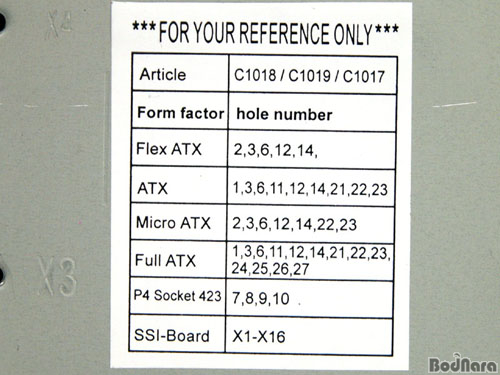 X4
***FOR YOUR REFERENCE ONLY***
Article C1018 / C1019 / C1017
Form factor hole number
Flex ATX 2,3,6,12,14,
ATX 1,3,6,11,12,14,21,22,23
Micro ATX 2,3,6,12,14,22,23
Full ATX 1,3,6,11,12,14,21,22,23,
24,25,26,27
X3
P4 Socket 423 7,8,9,10
SSI-Board X1-X16
BodNara